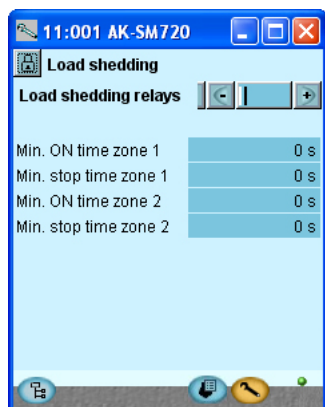 11:001 AK-SM720
Load shedding
Load shedding relays
Min. ON time zone 1 0 s
Min. stop time zone 1 0 s
Min. ON time zone 2 0 s
Min. stop time zone 2 0 s